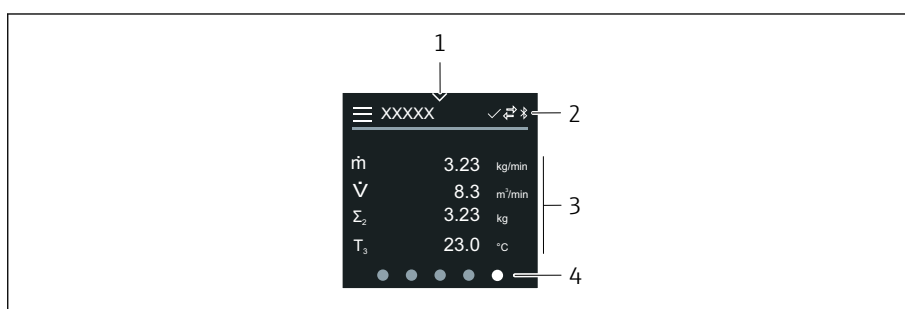 1
XXXXX 2
ṁ 3.23 kg/min
V̇ 8.3 m³/min
3
Σ₂ 3.23 kg
T₃ 23.0 °C
4